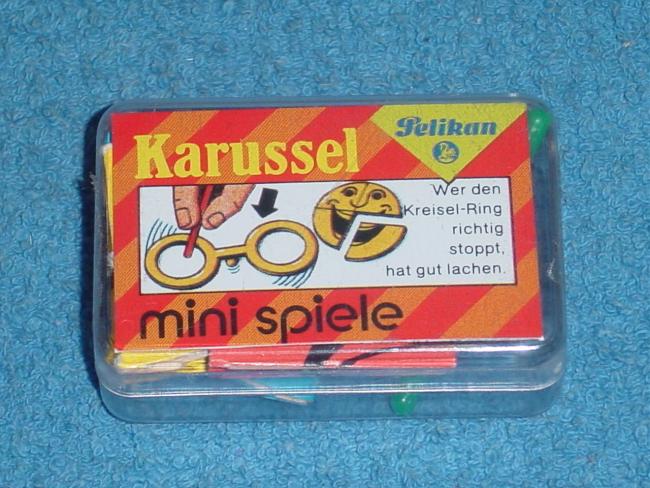 Karussel
Pelikan
Wer den
Kreisel-Ring
richtig
stoppt,
hat gut lachen.
mini spiele